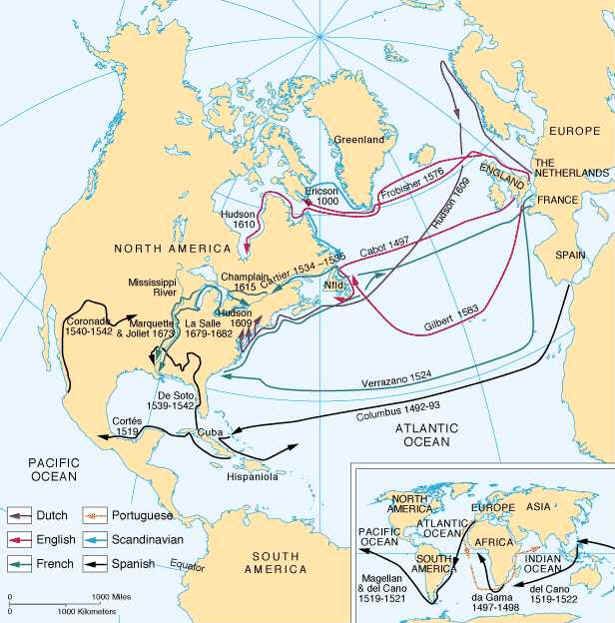 Greenland
EUROPE
THE
NETHERLANDS
ENGLAND
FRANCE
Ericson
1000
Frobisher 1576
Hudson 1609
Hudson
1610
SPAIN
NORTH AMERICA
Cabot 1497
Cartier 1534 –1535
Champlain
1615
Nfld
Mississippi
River
Coronado
1540-1542
Marquette
& Joliet 1673
La Salle
1679-1682
Hudson
1609
Gilbert 1583
Verrazano 1524
De Soto
1539-1542
Columbus 1492-93
Cortés
1519
Cuba
ATLANTIC
OCEAN
PACIFIC
OCEAN
Hispaniola
Dutch
English
French
Portuguese
Scandinavian
Spanish
Equator
SOUTH
AMERICA
0 1000 Miles
0 1000 Kilometers
NORTH
AMERICA
EUROPE
ASIA
ATLANTIC
OCEAN
PACIFIC
OCEAN
AFRICA
SOUTH
AMERICA
INDIAN
OCEAN
Magellan
& del Cano
1519-1521
da Gama
1497-1498
del Cano
1519-1522